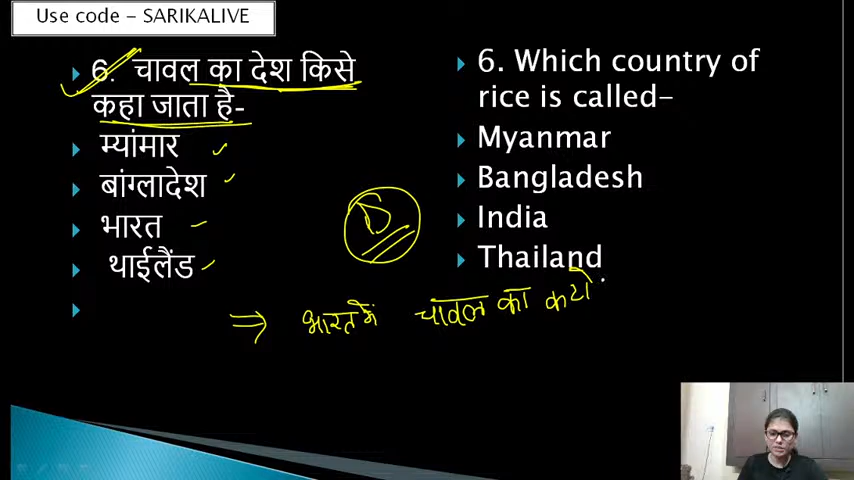 Use code – SARIKALIVE
6. चावल का देश किसे
कहा जाता है-
म्यांमार
बांग्लादेश
भारत
थाईलैंड
6. Which country of
rice is called-
Myanmar
Bangladesh
India
Thailand
D
⇒ भारत में चावल का कटो